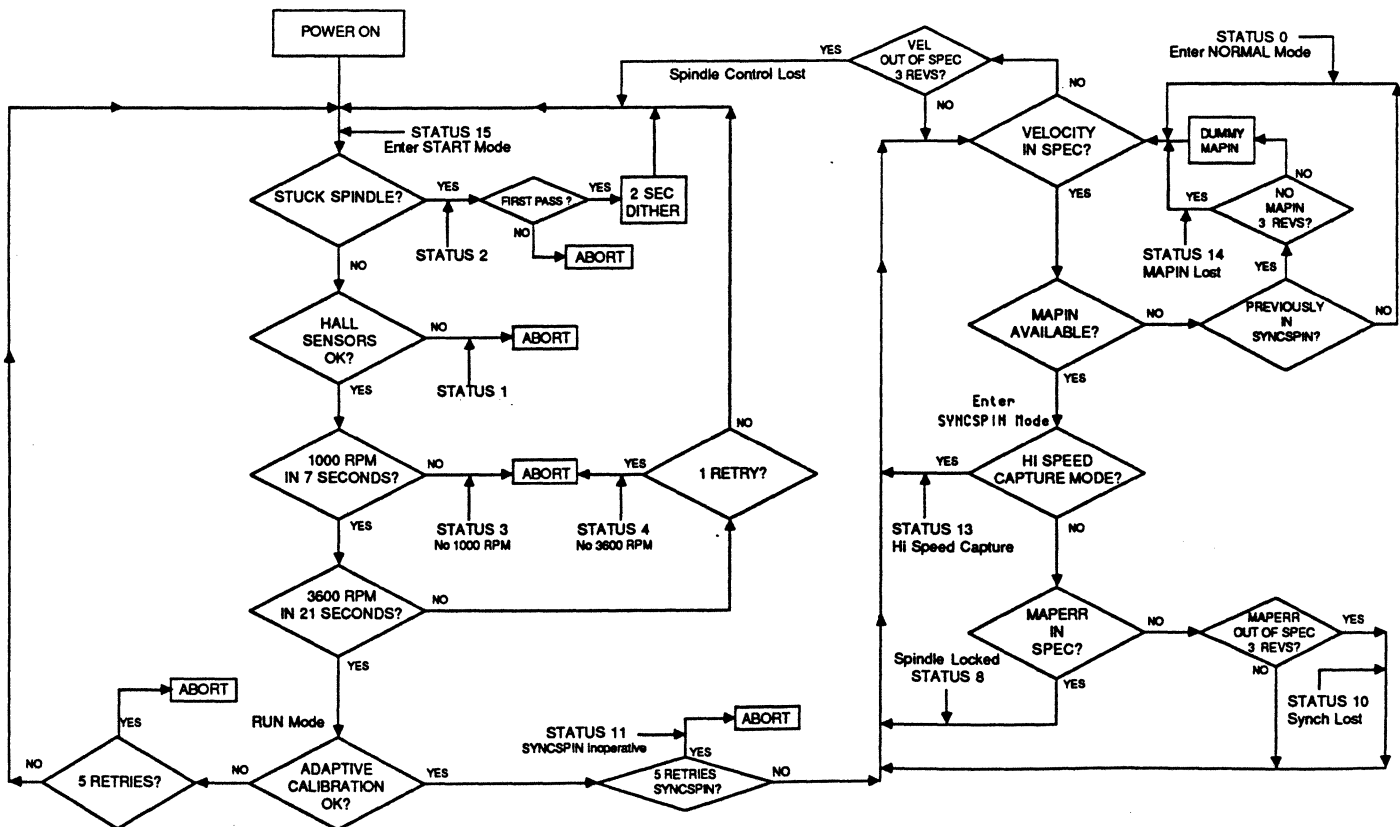 POWER ON
STATUS 15
Enter START Mode
STUCK SPINDLE?
YES
STATUS 2
FIRST PASS ?
YES
2 SEC
DITHER
NO
ABORT
NO
HALL
SENSORS
OK?
NO
ABORT
STATUS 1
YES
1000 RPM
IN 7 SECONDS?
NO
ABORT
STATUS 3
No 1000 RPM
YES
STATUS 4
No 3600 RPM
1 RETRY?
NO
YES
3600 RPM
IN 21 SECONDS?
NO
YES
RUN Mode
ADAPTIVE
CALIBRATION
OK?
NO
5 RETRIES?
YES
ABORT
NO
YES
STATUS 11
SYNCSPIN Inoperative
5 RETRIES
SYNCSPIN?
YES
ABORT
NO
Spindle Control Lost
YES
VEL
OUT OF SPEC
3 REVS?
NO
NO
VELOCITY
IN SPEC?
YES
STATUS 0
Enter NORMAL Mode
DUMMY
MAPIN
NO
NO
MAPIN
3 REVS?
YES
STATUS 14
MAPIN Lost
YES
MAPIN
AVAILABLE?
NO
PREVIOUSLY
IN
SYNCSPIN?
NO
YES
Enter
SYNCSPIN Mode
HI SPEED
CAPTURE MODE?
YES
STATUS 13
Hi Speed Capture
NO
MAPERR
IN
SPEC?
NO
MAPERR
OUT OF SPEC
3 REVS?
YES
NO
STATUS 10
Synch Lost
YES
Spindle Locked
STATUS 8